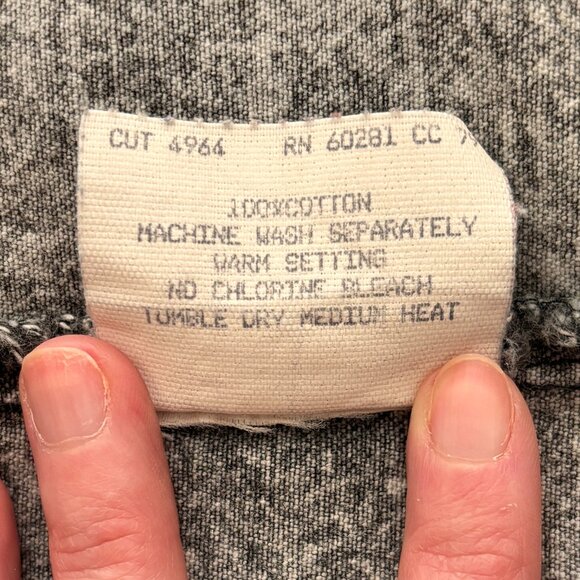 CUT 4964 RN 60281 CC
100%COTTON
MACHINE WASH SEPARATELY
WARM SETTING
NO CHLORINE BLEACH
TUMBLE DRY MEDIUM HEAT